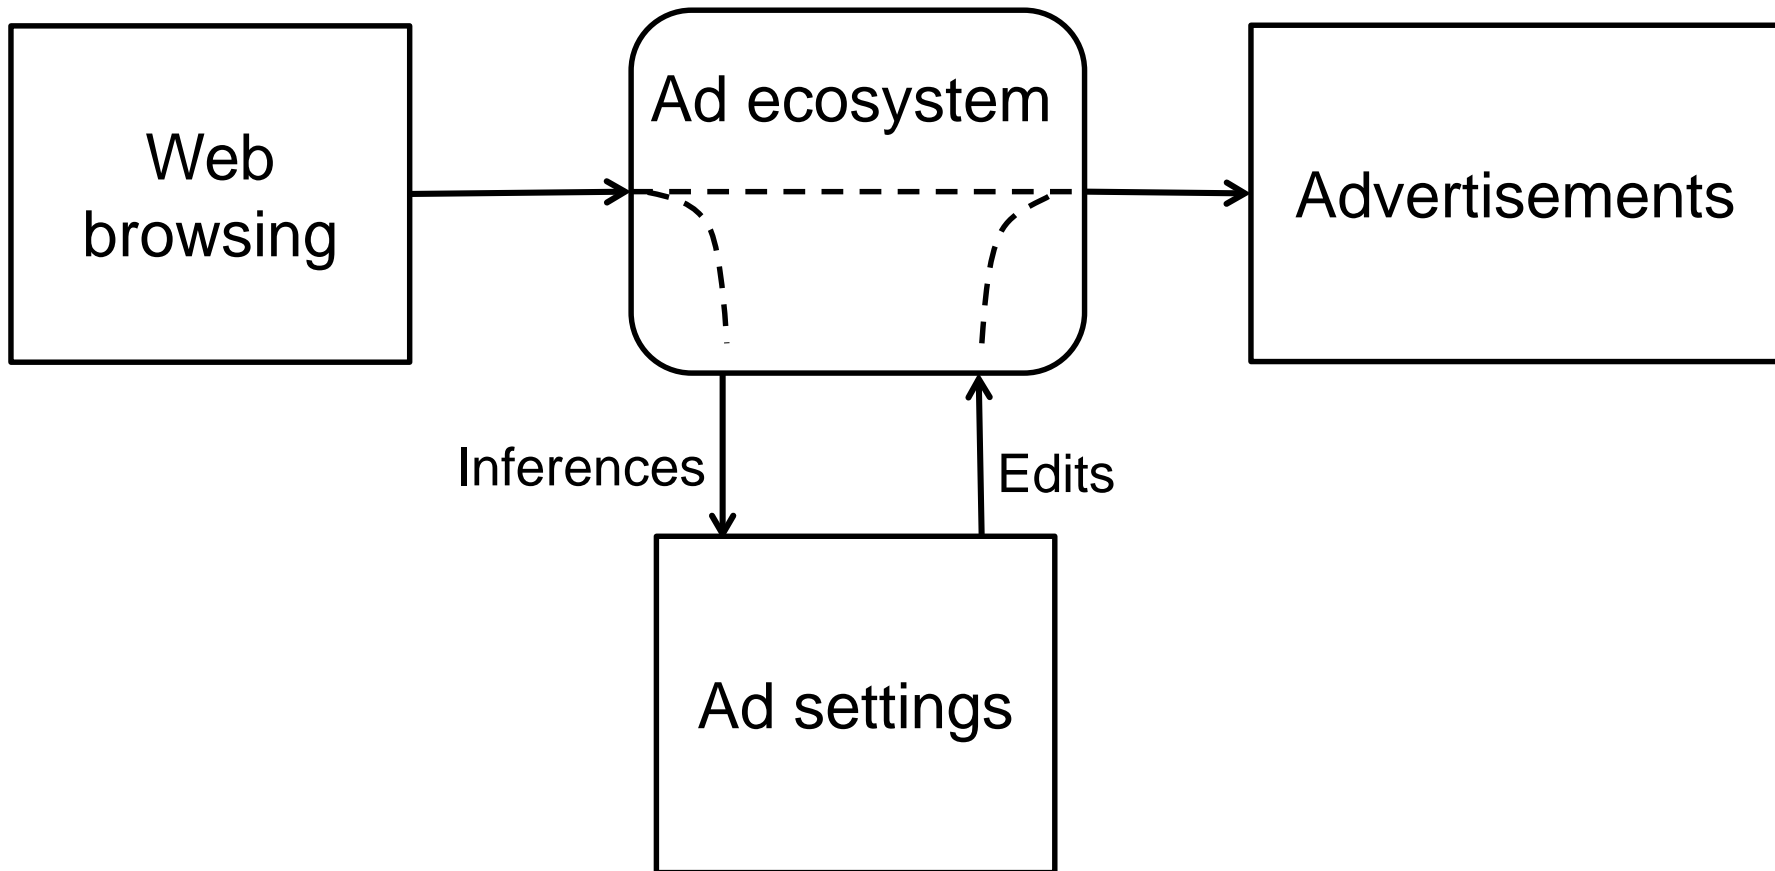 Web
browsing
Ad ecosystem
Advertisements
Inferences
Edits
Ad settings